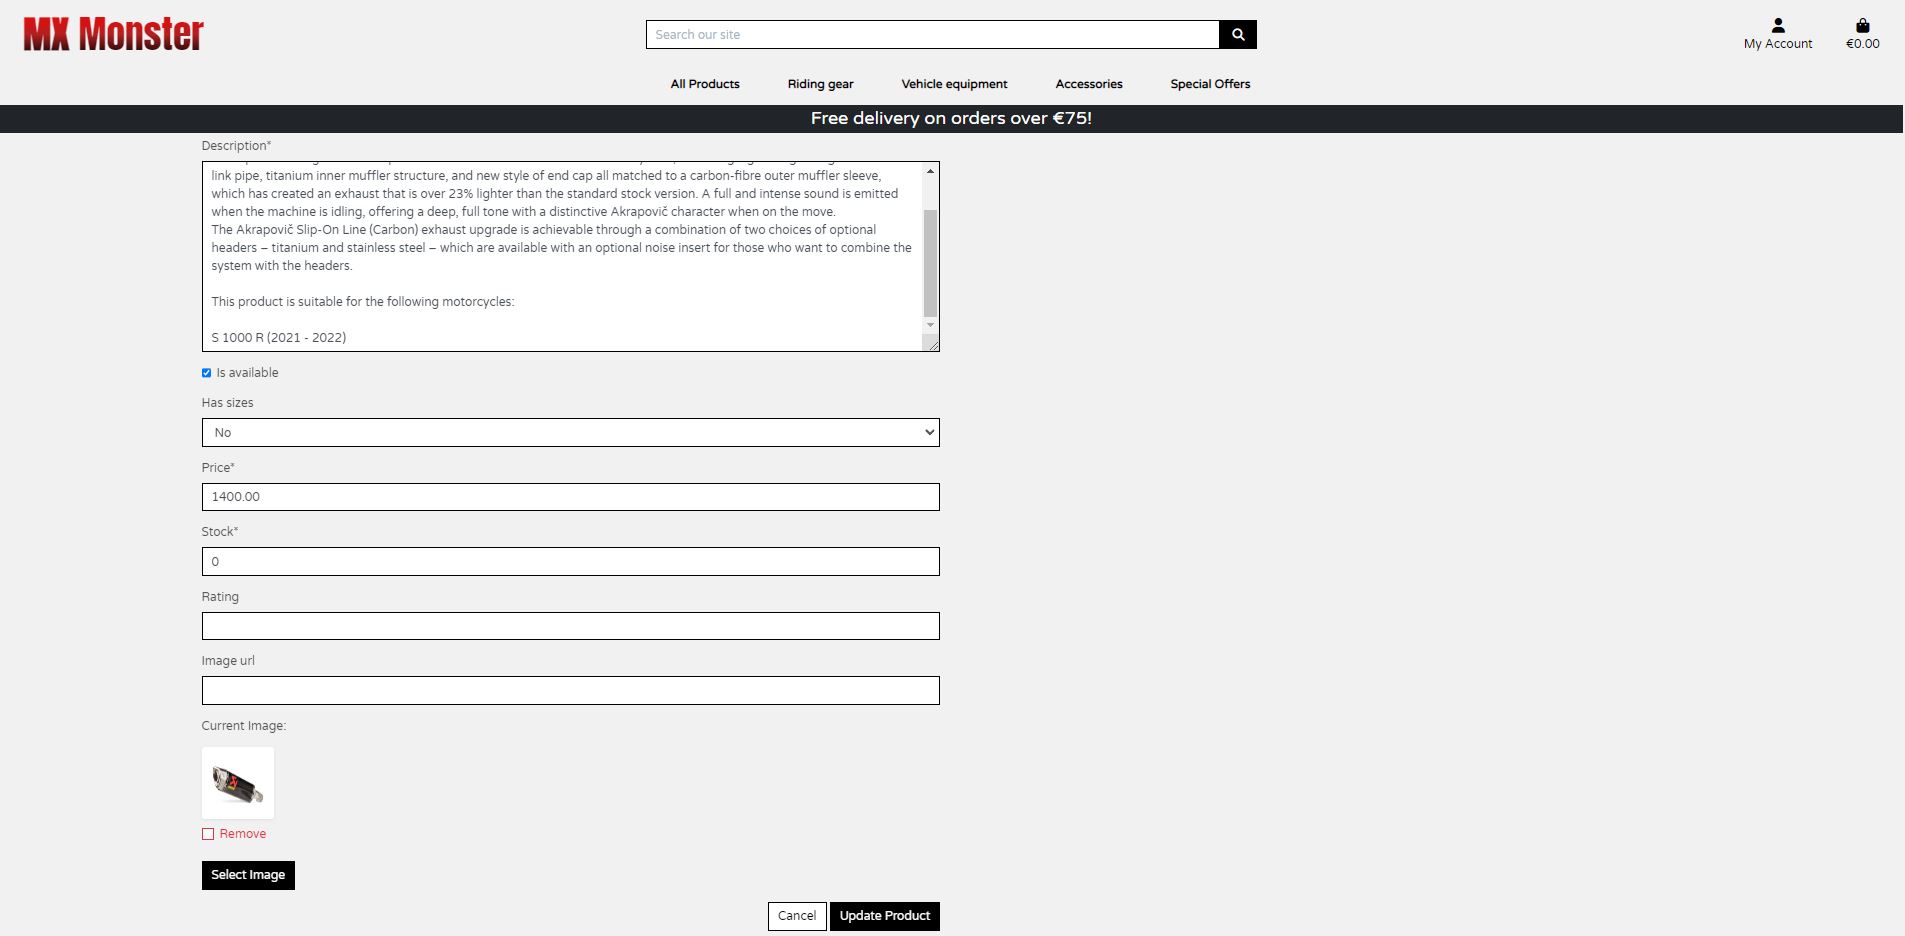 MX Monster
Search our site
My Account
€0.00
All Products
Riding gear
Vehicle equipment
Accessories
Special Offers
Free delivery on orders over €75!
Description*
link pipe, titanium inner muffler structure, and new style of end cap all matched to a carbon-fibre outer muffler sleeve,
which has created an exhaust that is over 23% lighter than the standard stock version. A full and intense sound is emitted
when the machine is idling, offering a deep, full tone with a distinctive Akrapovič character when on the move.
The Akrapovič Slip-On Line (Carbon) exhaust upgrade is achievable through a combination of two choices of optional
headers – titanium and stainless steel – which are available with an optional noise insert for those who want to combine the
system with the headers.
This product is suitable for the following motorcycles:
S 1000 R (2021 - 2022)
Is available
Has sizes
No
Price*
1400.00
Stock*
0
Rating
Image url
Current Image:
Remove
Select Image
Cancel
Update Product